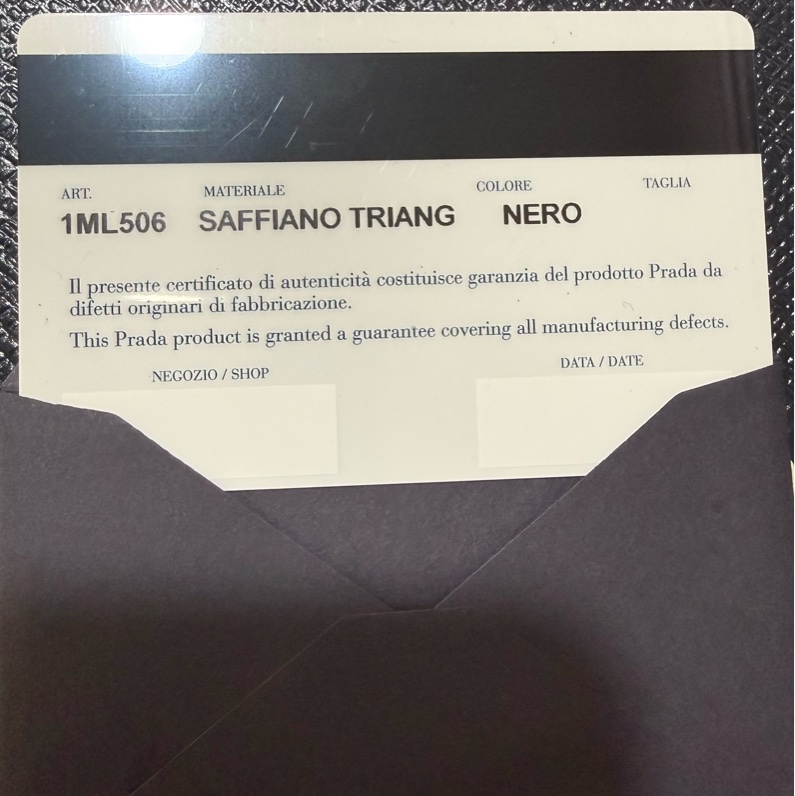 ART. MATERIALE COLORE TAGLIA
1ML506 SAFFIANO TRIANG NERO
Il presente certificato di autenticità costituisce garanzia del prodotto Prada da
difetti originari di fabbricazione.
This Prada product is granted a guarantee covering all manufacturing defects.
NEGOZIO / SHOP DATA / DATE